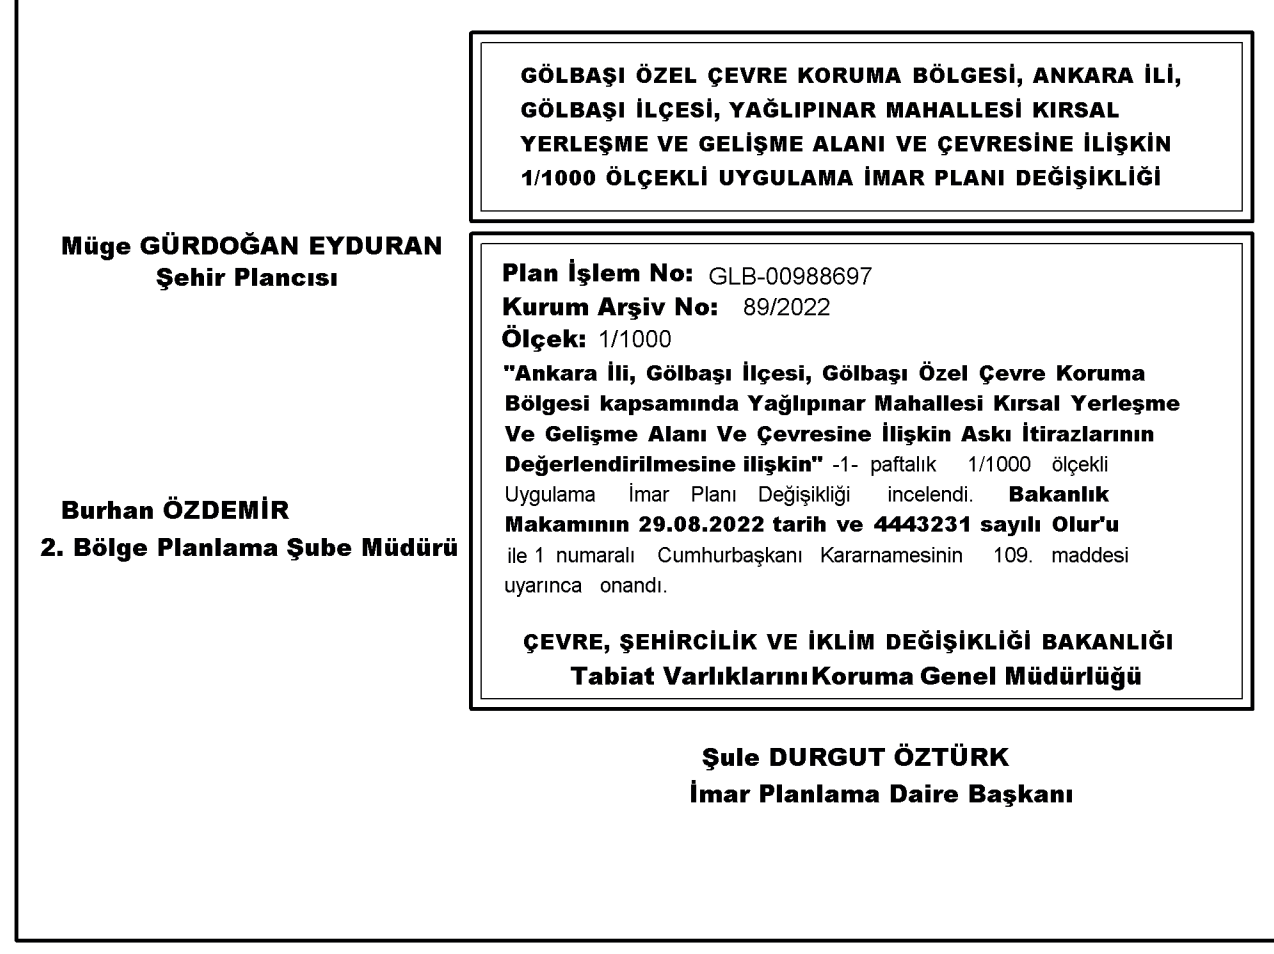 GÖLBAŞI ÖZEL ÇEVRE KORUMA BÖLGESİ, ANKARA İLİ,
GÖLBAŞI İLÇESİ, YAĞLIPINAR MAHALLESİ KIRSAL
YERLEŞME VE GELİŞME ALANI VE ÇEVRESİNE İLİŞKİN
1/1000 ÖLÇEKLİ UYGULAMA İMAR PLANI DEĞİŞİKLİĞİ
Müge GÜRDOĞAN EYDURAN
Şehir Plancısı
Plan İşlem No: GLB-00988697
Kurum Arşiv No: 89/2022
Ölçek: 1/1000
"Ankara İli, Gölbaşı İlçesi, Gölbaşı Özel Çevre Koruma
Bölgesi kapsamında Yağlıpınar Mahallesi Kırsal Yerleşme
Ve Gelişme Alanı Ve Çevresine İlişkin Askı İtirazlarının
Değerlendirilmesine ilişkin" -1- paftalık 1/1000 ölçekli
Uygulama İmar Planı Değişikliği incelendi. Bakanlık
Makamının 29.08.2022 tarih ve 4443231 sayılı Olur'u
ile 1 numaralı Cumhurbaşkanı Kararnamesinin 109. maddesi
uyarınca onandı.
Burhan ÖZDEMİR
2. Bölge Planlama Şube Müdürü
ÇEVRE, ŞEHİRCİLİK VE İKLİM DEĞİŞİKLİĞİ BAKANLIĞI
Tabiat Varlıklarını Koruma Genel Müdürlüğü
Şule DURGUT ÖZTÜRK
İmar Planlama Daire Başkanı